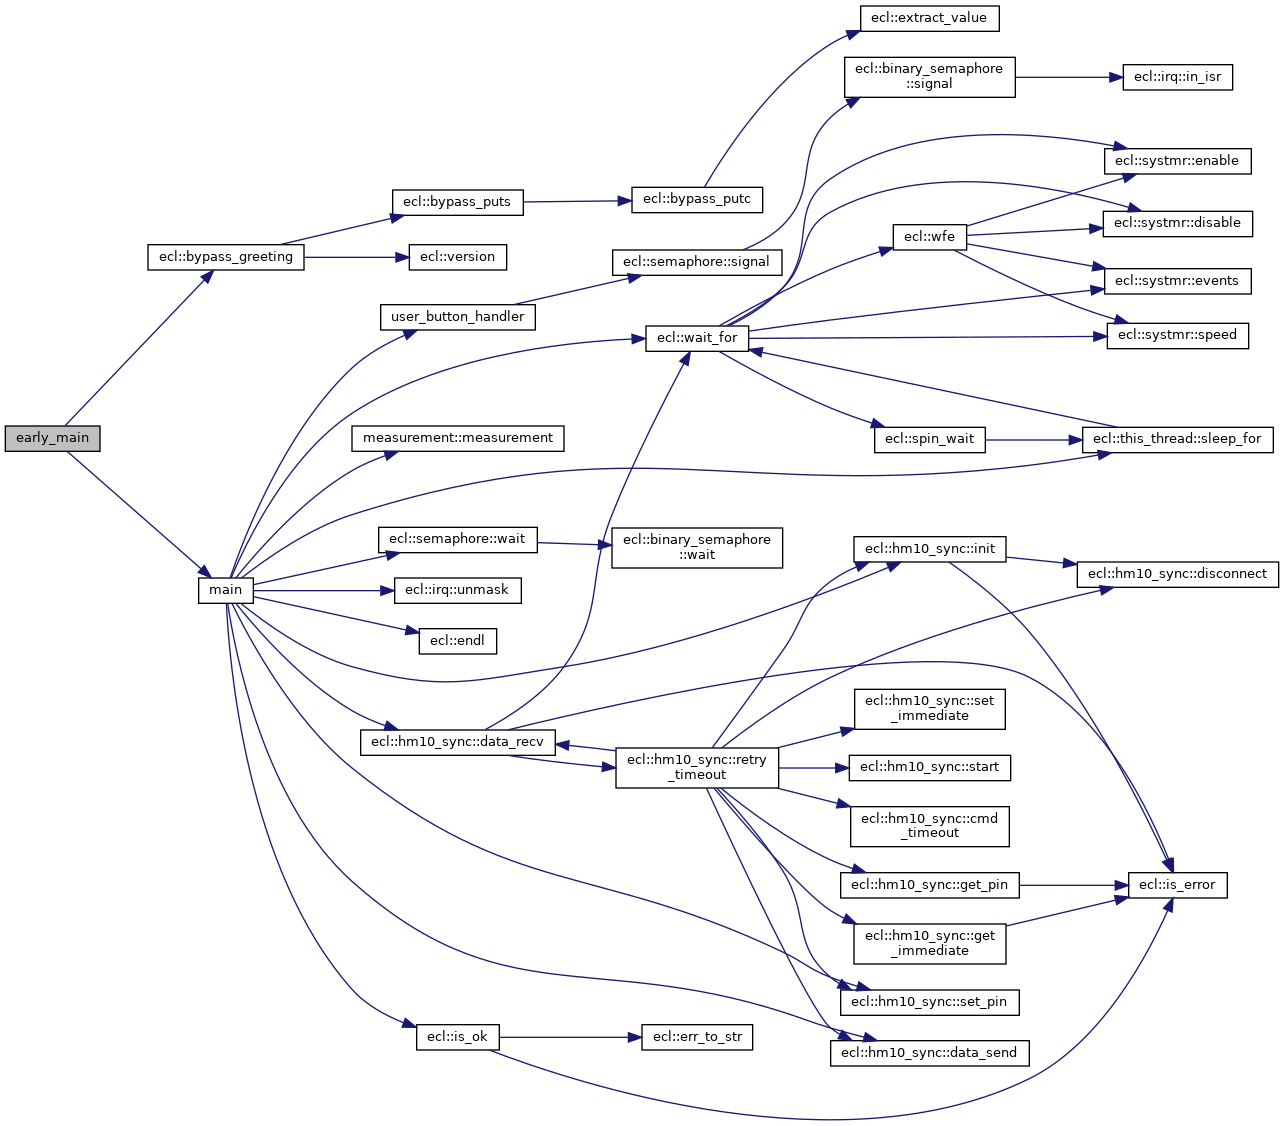 ecl::extract_value
ecl::binary_semaphore
::signal
ecl::irq::in_isr
ecl::systmr::enable
ecl::bypass_puts
ecl::bypass_putc
ecl::systmr::disable
ecl::wfe
ecl::bypass_greeting
ecl::version
ecl::semaphore::signal
ecl::systmr::events
user_button_handler
ecl::wait_for
ecl::systmr::speed
early_main
measurement::measurement
ecl::spin_wait
ecl::this_thread::sleep_for
ecl::semaphore::wait
ecl::binary_semaphore
::wait
ecl::hm10_sync::init
ecl::hm10_sync::disconnect
main
ecl::irq::unmask
ecl::endl
ecl::hm10_sync::set
_immediate
ecl::hm10_sync::data_recv
ecl::hm10_sync::retry
_timeout
ecl::hm10_sync::start
ecl::hm10_sync::cmd
_timeout
ecl::hm10_sync::get_pin
ecl::is_error
ecl::hm10_sync::get
_immediate
ecl::hm10_sync::set_pin
ecl::is_ok
ecl::err_to_str
ecl::hm10_sync::data_send